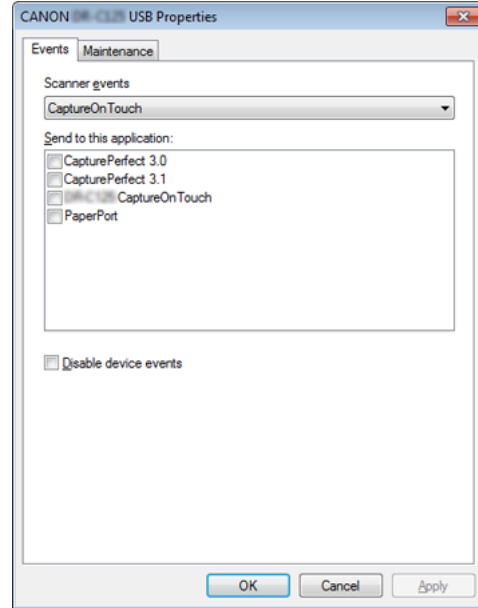 CANON USB Properties
Events
Maintenance
Scanner events
CaptureOnTouch
Send to this application:
CapturePerfect 3.0
CapturePerfect 3.1
CaptureOnTouch
PaperPort
Disable device events
OK
Cancel
Apply